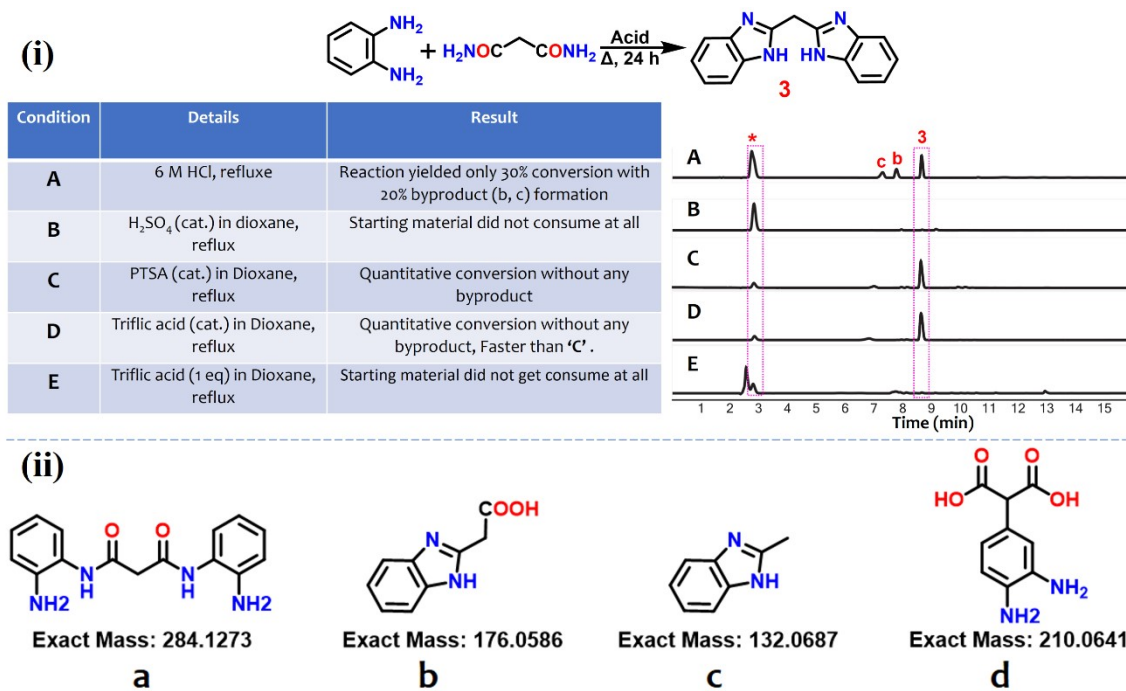 (i)
NH2
NH2
+
H2NOC
CONH2
Acid
Δ, 24 h
N
N
NH HN
3
Condition Details Result
A 6 M HCl, refluxe Reaction yielded only 30% conversion with
20% byproduct (b, c) formation
B H2SO4 (cat.) in dioxane,
reflux Starting material did not consume at all
C PTSA (cat.) in Dioxane,
reflux Quantitative conversion without any
byproduct
D Triflic acid (cat.) in Dioxane,
reflux Quantitative conversion without any
byproduct, Faster than ‘C’ .
E Triflic acid (1 eq) in Dioxane,
reflux Starting material did not get consume at all
* 3
A c b
B
C
D
E
1 2 3 4 5 6 7 8 9 10 11 12 13 14 15
Time (min)
(ii)
O O
N
H
N
H
NH2
NH2
Exact Mass: 284.1273
a
COOH
N
NH
Exact Mass: 176.0586
b
N
NH
Exact Mass: 132.0687
c
O O
HO OH
NH2
NH2
Exact Mass: 210.0641
d